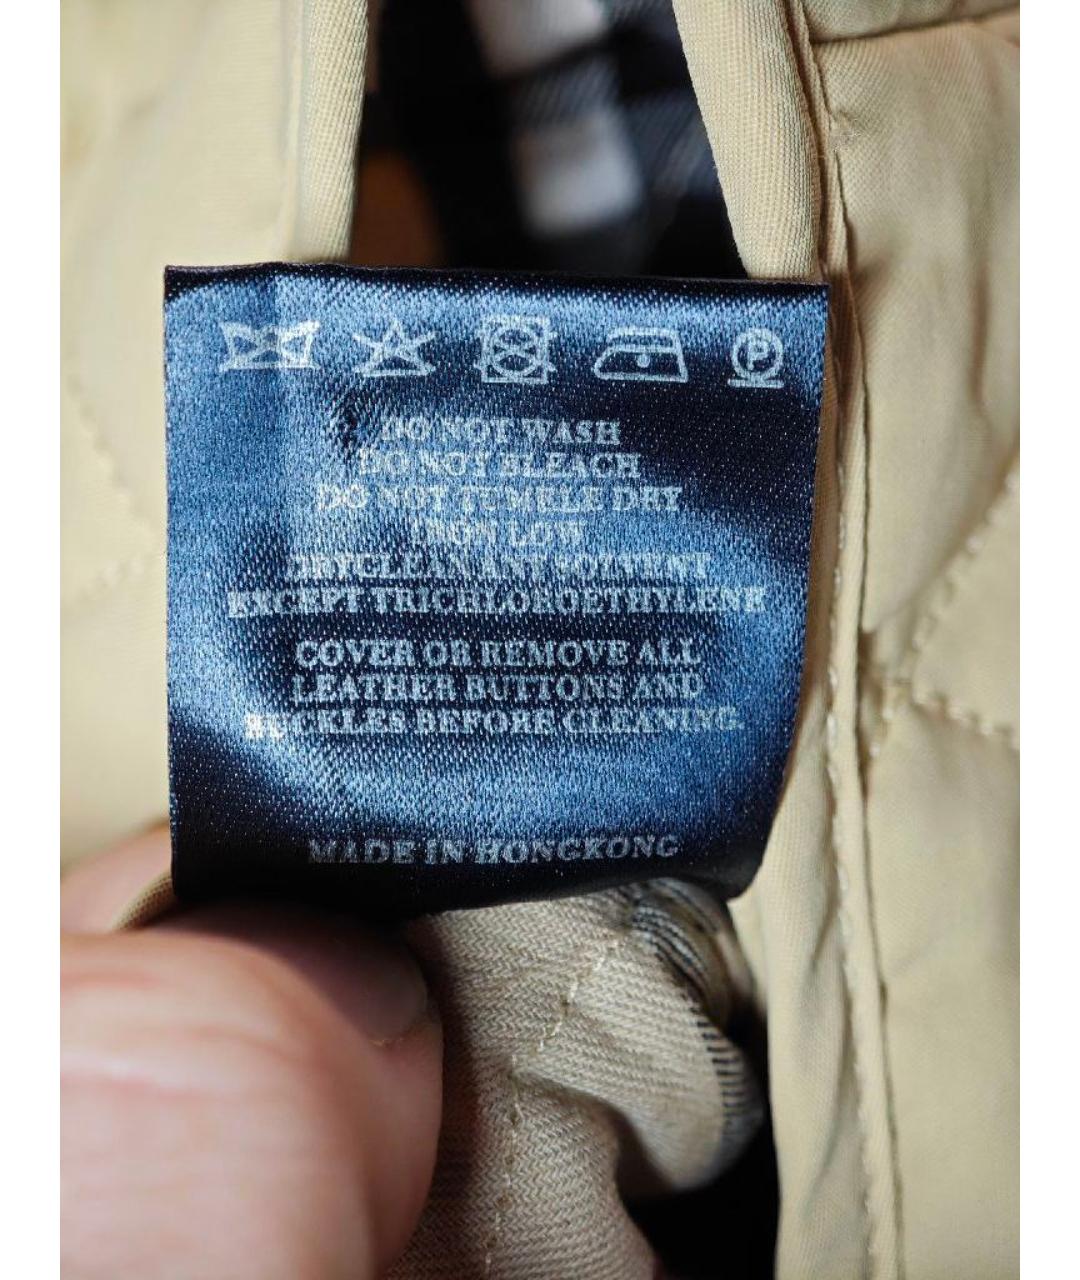 P
DO NOT WASH
DO NOT BLEACH
DO NOT TUMBLE DRY
IRON LOW
DRYCLEAN ANY SOLVENT
EXCEPT TRICHLOROETHYLENE
COVER OR REMOVE ALL
LEATHER BUTTONS AND
BUCKLES BEFORE CLEANING.
MADE IN HONGKONG